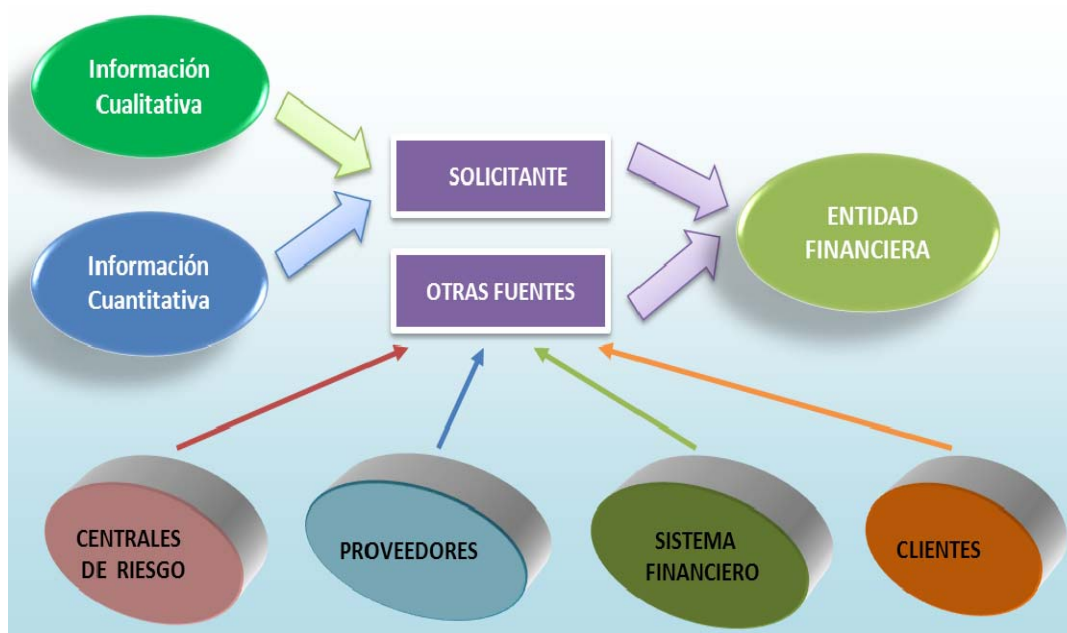 Información
Cualitativa
SOLICITANTE
ENTIDAD
FINANCIERA
Información
Cuantitativa
OTRAS FUENTES
CENTRALES
DE RIESGO
PROVEEDORES
SISTEMA
FINANCIERO
CLIENTES